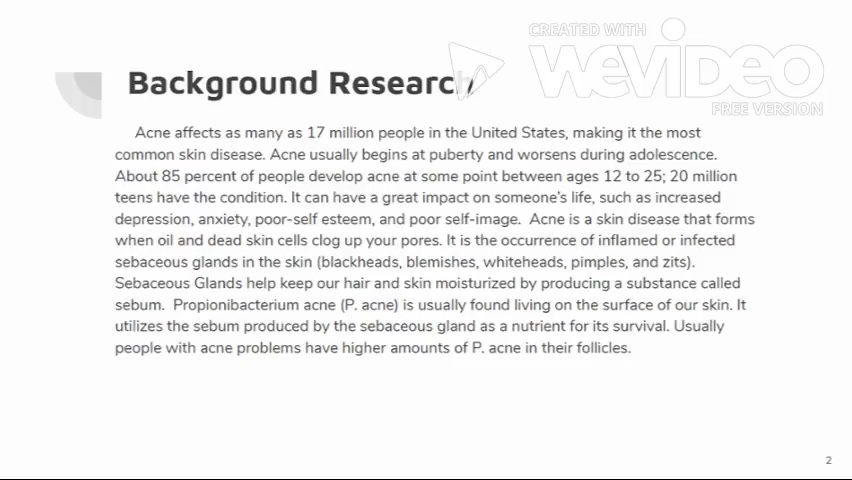 CREATED WITH
WEVIDEO
FREE VERSION
Background Research
Acne affects as many as 17 million people in the United States, making it the most
common skin disease. Acne usually begins at puberty and worsens during adolescence.
About 85 percent of people develop acne at some point between ages 12 to 25; 20 million
teens have the condition. It can have a great impact on someone's life, such as increased
depression, anxiety, poor-self esteem, and poor self-image.  Acne is a skin disease that forms
when oil and dead skin cells clog up your pores. It is the occurrence of inflamed or infected
sebaceous glands in the skin (blackheads, blemishes, whiteheads, pimples, and zits).
Sebaceous Glands help keep our hair and skin moisturized by producing a substance called
sebum.  Propionibacterium acne (P. acne) is usually found living on the surface of our skin. It
utilizes the sebum produced by the sebaceous gland as a nutrient for its survival. Usually
people with acne problems have higher amounts of P. acne in their follicles.
2